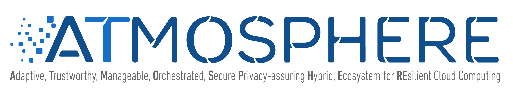 ATMOSPHERE
Adaptive, Trustworthy, Manageable, Orchestrated, Secure Privacy-assuring Hybrid, Ecosystem for REsilient Cloud Computing